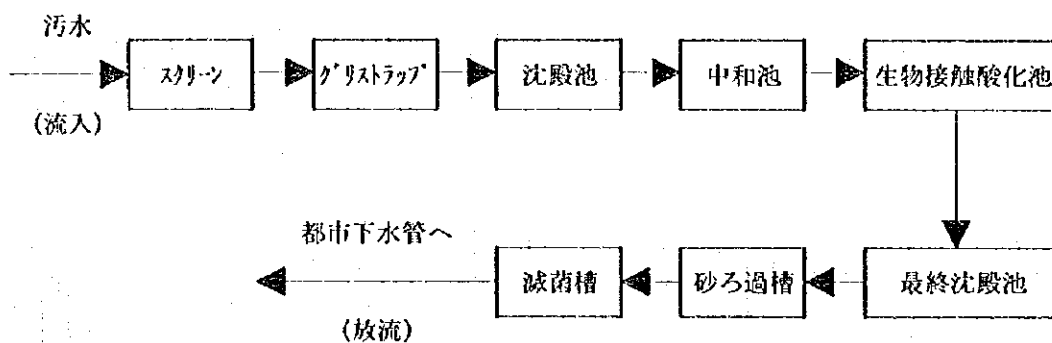 汚水
スクリーン
グリストラップ
沈殿池
中和池
生物接触酸化池
(流入)
都市下水管へ
滅菌槽
砂ろ過槽
最終沈殿池
(放流)